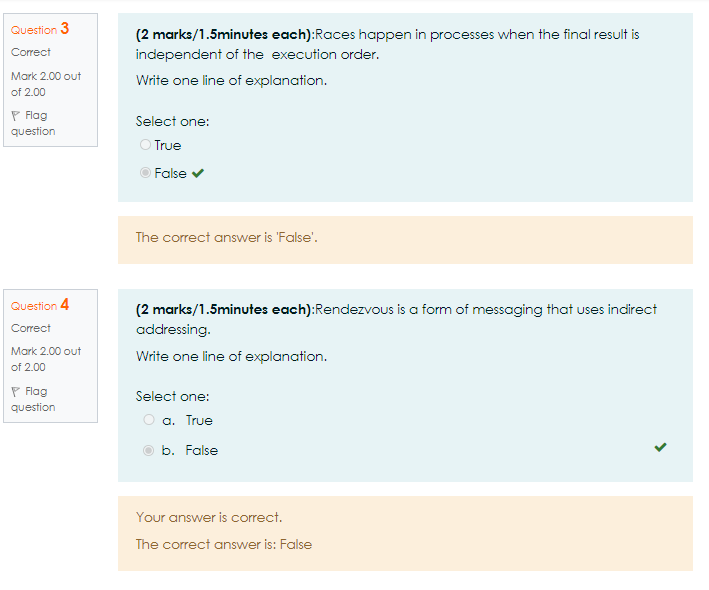 Question 3
Correct
Mark 2.00 out
of 2.00
Flag
question
(2 marks/1.5minutes each):Races happen in processes when the final result is
independent of the execution order.
Write one line of explanation.
Select one:
True
False
The correct answer is 'False'.
Question 4
Correct
Mark 2.00 out
of 2.00
Flag
question
(2 marks/1.5minutes each):Rendezvous is a form of messaging that uses indirect
addressing.
Write one line of explanation.
Select one:
a. True
b. False
Your answer is correct.
The correct answer is: False